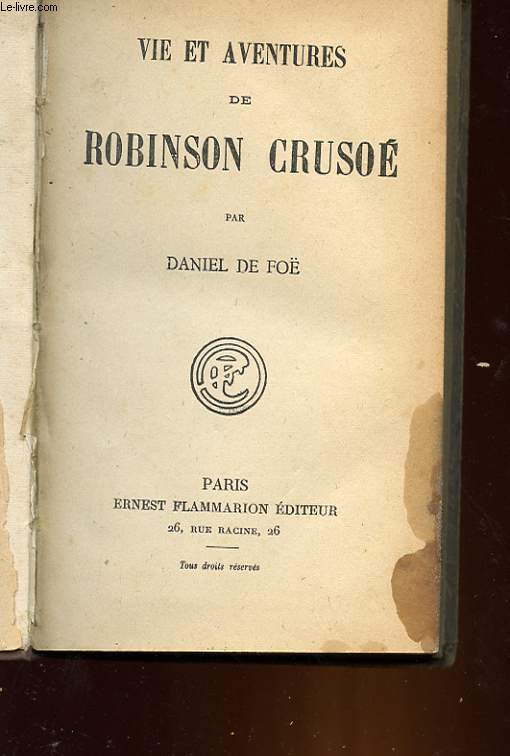 Le-livre.com
VIE ET AVENTURES
DE
ROBINSON CRUSOÉ
PAR
DANIEL DE FOË
PARIS
ERNEST FLAMMARION ÉDITEUR
26, RUE RACINE, 26
Tous droits réservés